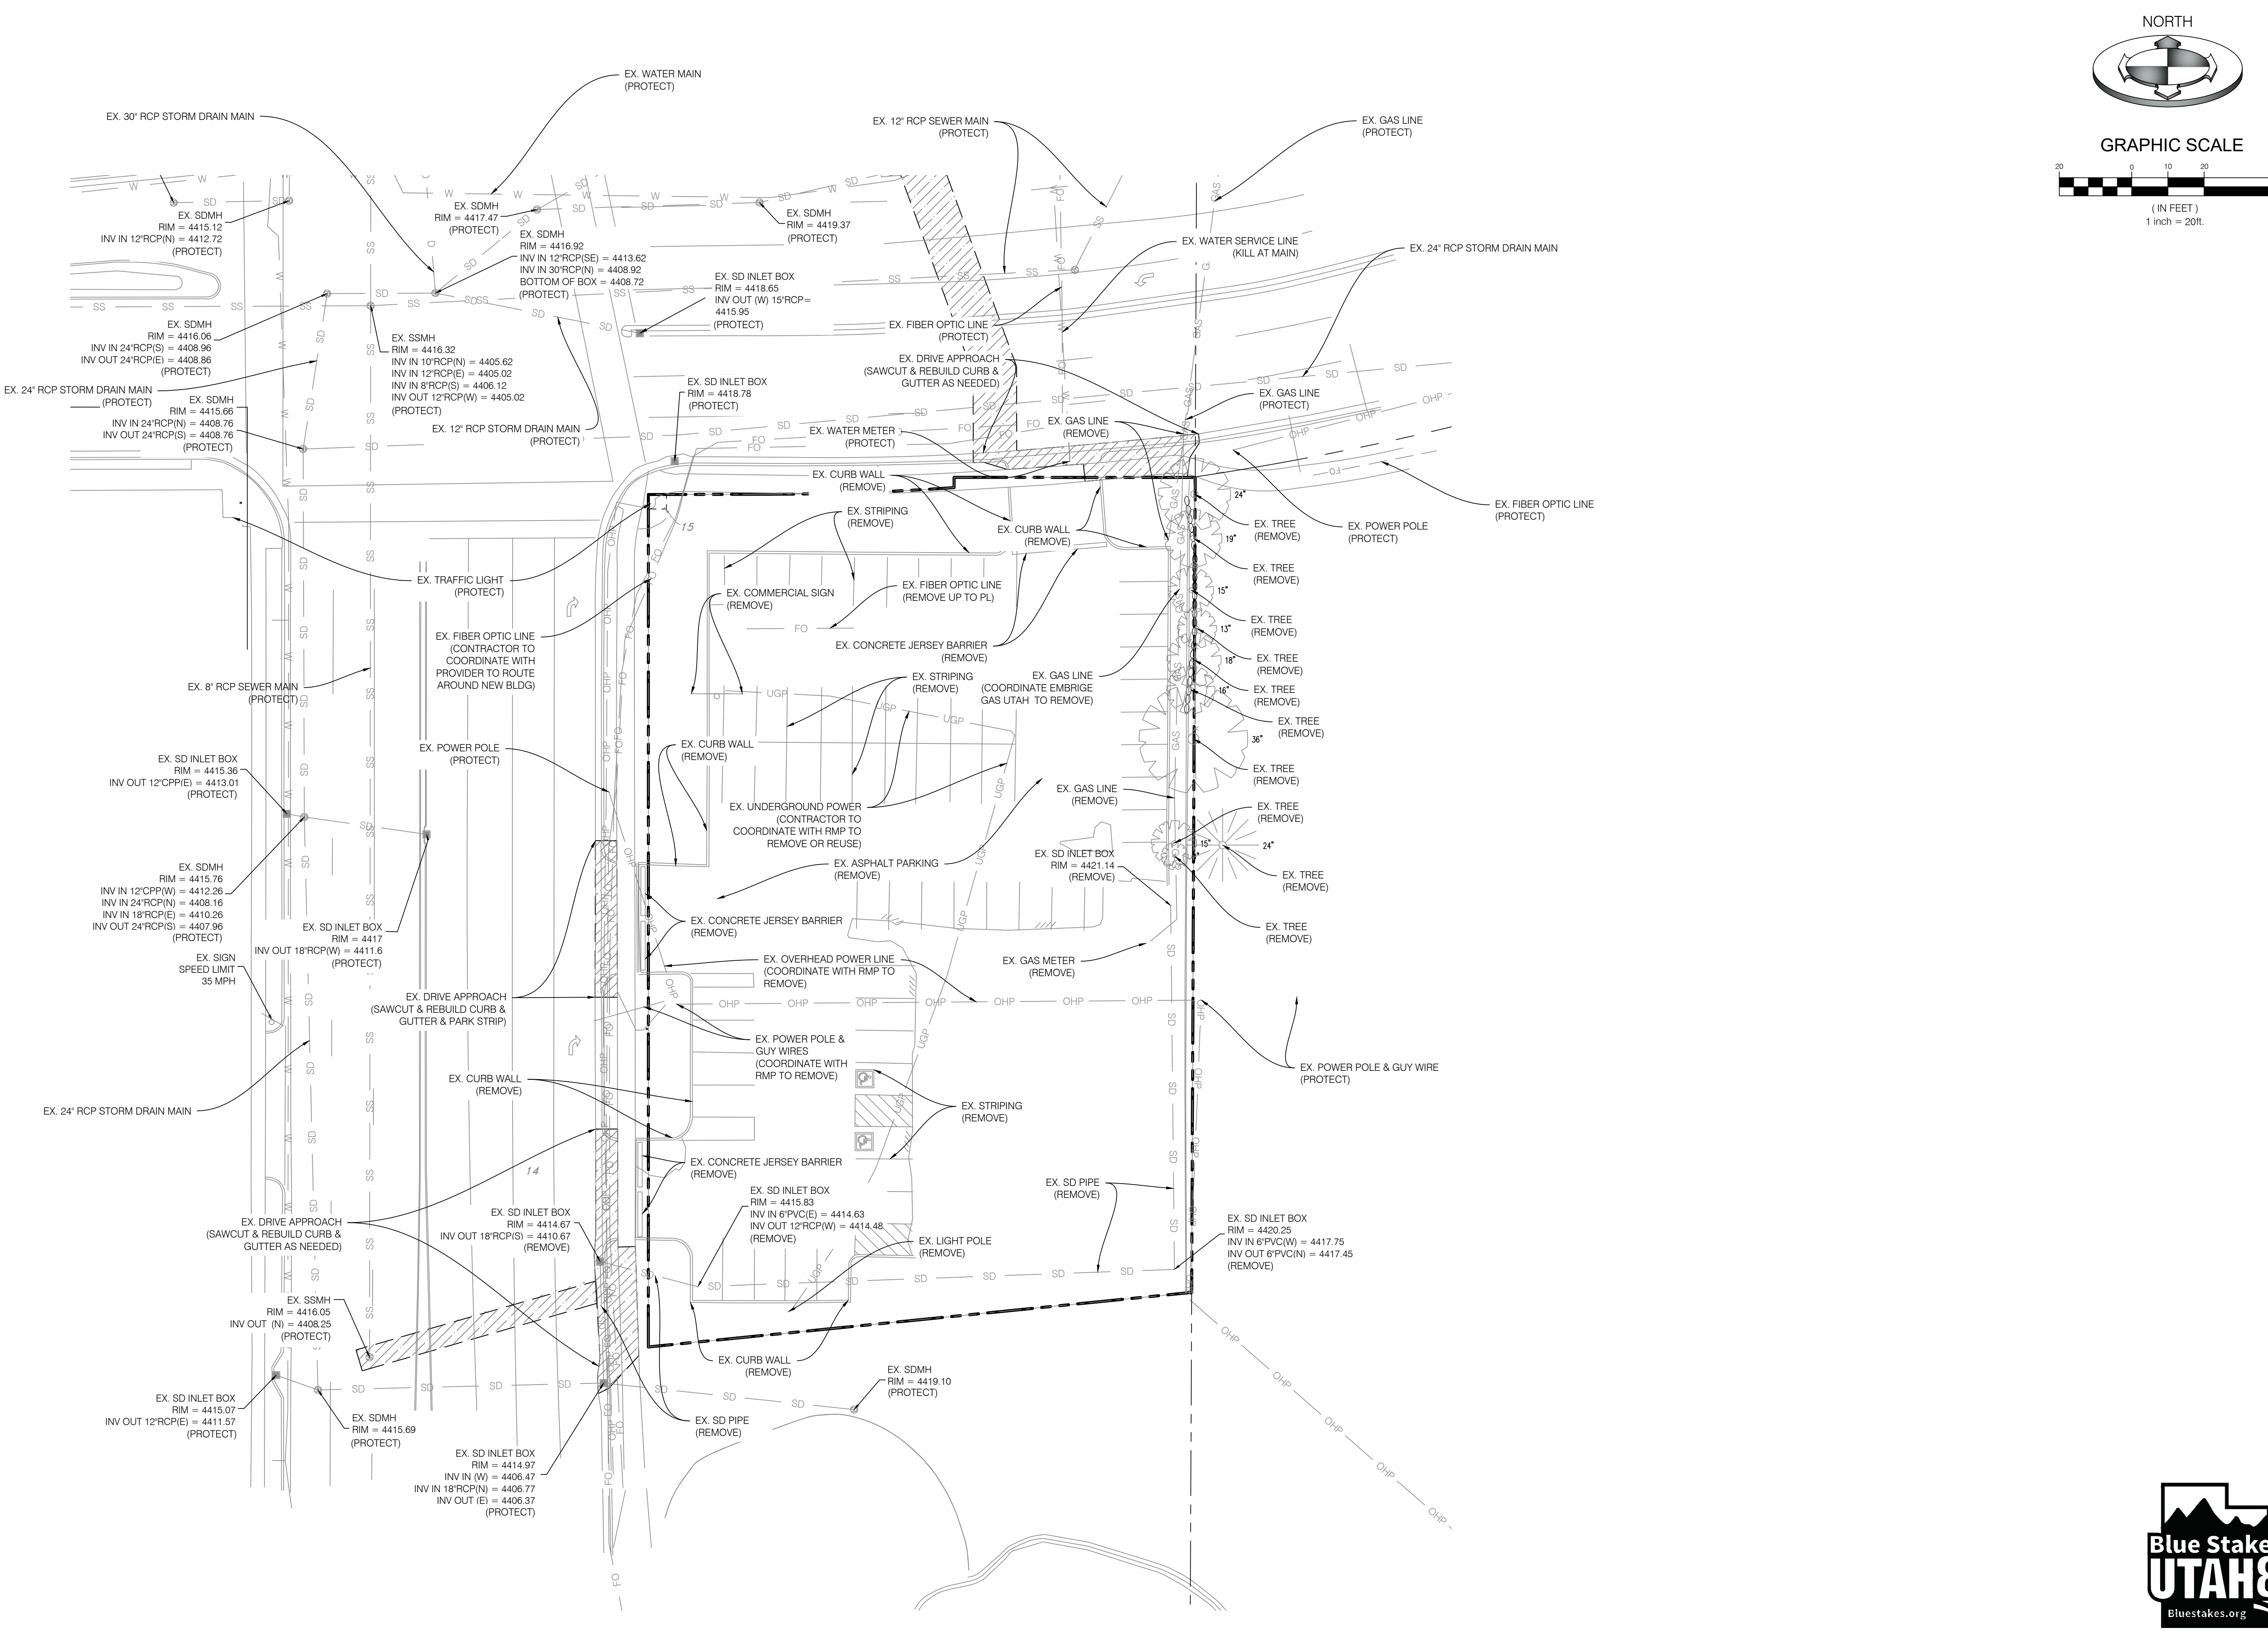 NORTH
GRAPHIC SCALE
20
0
10
20
( IN FEET )
1 inch = 20ft.
EX. WATER MAIN
(PROTECT)
EX. 30" RCP STORM DRAIN MAIN
EX. 12" RCP SEWER MAIN
(PROTECT)
EX. GAS LINE
(PROTECT)
EX. SDMH
RIM = 4415.12
INV IN 12"RCP(N) = 4412.72
(PROTECT)
EX. SDMH
RIM = 4417.47
(PROTECT)
EX. SDMH
RIM = 4416.92
INV IN 12"RCP(SE) = 4413.62
INV IN 30"RCP(N) = 4408.92
BOTTOM OF BOX = 4408.72
(PROTECT)
EX. SDMH
RIM = 4419.37
(PROTECT)
EX. WATER SERVICE LINE
(KILL AT MAIN)
EX. 24" RCP STORM DRAIN MAIN
EX. SD INLET BOX
RIM = 4418.65
INV OUT (W) 15"RCP=
4415.95
(PROTECT)
EX. SDMH
RIM = 4416.06
INV IN 24"RCP(S) = 4408.96
INV OUT 24"RCP(E) = 4408.86
(PROTECT)
EX. SSMH
RIM = 4416.32
INV IN 10"RCP(N) = 4405.62
INV IN 12"RCP(E) = 4405.02
INV IN 8"RCP(S) = 4406.12
INV OUT 12"RCP(W) = 4405.02
(PROTECT)
EX. FIBER OPTIC LINE
(PROTECT)
EX. DRIVE APPROACH
(SAWCUT & REBUILD CURB &
GUTTER AS NEEDED)
EX. 24" RCP STORM DRAIN MAIN
(PROTECT)
EX. SDMH
RIM = 4415.66
INV IN 24"RCP(N) = 4408.76
INV OUT 24"RCP(S) = 4408.76
(PROTECT)
EX. SD INLET BOX
RIM = 4418.78
(PROTECT)
EX. 12" RCP STORM DRAIN MAIN
(PROTECT)
EX. WATER METER
(PROTECT)
EX. GAS LINE
(REMOVE)
EX. GAS LINE
(PROTECT)
EX. CURB WALL
(REMOVE)
EX. STRIPING
(REMOVE)
EX. CURB WALL
(REMOVE)
24"
EX. TREE
(REMOVE)
EX. POWER POLE
(PROTECT)
EX. FIBER OPTIC LINE
(PROTECT)
15
19"
EX. TREE
(REMOVE)
EX. TRAFFIC LIGHT
(PROTECT)
EX. COMMERCIAL SIGN
(REMOVE)
EX. FIBER OPTIC LINE
(REMOVE UP TO PL)
15"
EX. TREE
(REMOVE)
13"
EX. FIBER OPTIC LINE
(CONTRACTOR TO
COORDINATE WITH
PROVIDER TO ROUTE
AROUND NEW BLDG)
EX. CONCRETE JERSEY BARRIER
(REMOVE)
EX. TREE
(REMOVE)
18"
EX. 8" RCP SEWER MAIN
(PROTECT)
EX. STRIPING
(REMOVE)
EX. GAS LINE
(COORDINATE EMBRIGE
GAS UTAH TO REMOVE)
EX. TREE
(REMOVE)
16"
EX. TREE
(REMOVE)
36"
EX. POWER POLE
(PROTECT)
EX. CURB WALL
(REMOVE)
EX. TREE
(REMOVE)
EX. SD INLET BOX
RIM = 4415.36
INV OUT 12"CPP(E) = 4413.01
(PROTECT)
EX. UNDERGROUND POWER
(CONTRACTOR TO
COORDINATE WITH RMP TO
REMOVE OR REUSE)
EX. GAS LINE
(REMOVE)
EX. TREE
(REMOVE)
15"
24"
EX. SDMH
RIM = 4415.76
INV IN 12"CPP(W) = 4412.26
INV IN 24"RCP(N) = 4408.16
INV IN 18"RCP(E) = 4410.26
INV OUT 24"RCP(S) = 4407.96
(PROTECT)
EX. ASPHALT PARKING
(REMOVE)
EX. SD INLET BOX
RIM = 4421.14
(REMOVE)
EX. TREE
(REMOVE)
EX. SD INLET BOX
RIM = 4417
INV OUT 18"RCP(W) = 4411.6
(PROTECT)
EX. CONCRETE JERSEY BARRIER
(REMOVE)
EX. TREE
(REMOVE)
EX. SIGN
SPEED LIMIT
35 MPH
EX. OVERHEAD POWER LINE
(COORDINATE WITH RMP TO
REMOVE)
EX. GAS METER
(REMOVE)
EX. DRIVE APPROACH
(SAWCUT & REBUILD CURB &
GUTTER & PARK STRIP)
EX. POWER POLE &
GUY WIRES
(COORDINATE WITH
RMP TO REMOVE)
EX. POWER POLE & GUY WIRE
(PROTECT)
EX. CURB WALL
(REMOVE)
EX. 24" RCP STORM DRAIN MAIN
EX. STRIPING
(REMOVE)
14
EX. CONCRETE JERSEY BARRIER
(REMOVE)
EX. SD INLET BOX
RIM = 4415.83
INV IN 6"PVC(E) = 4414.63
INV OUT 12"RCP(W) = 4414.48
(REMOVE)
EX. SD PIPE
(REMOVE)
EX. DRIVE APPROACH
(SAWCUT & REBUILD CURB &
GUTTER AS NEEDED)
EX. SD INLET BOX
RIM = 4414.67
INV OUT 18"RCP(S) = 4410.67
(REMOVE)
EX. LIGHT POLE
(REMOVE)
EX. SD INLET BOX
RIM = 4420.25
INV IN 6"PVC(W) = 4417.75
INV OUT 6"PVC(N) = 4417.45
(REMOVE)
EX. SSMH
RIM = 4416.05
INV OUT (N) = 4408.25
(PROTECT)
EX. CURB WALL
(REMOVE)
EX. SDMH
RIM = 4419.10
(PROTECT)
EX. SD INLET BOX
RIM = 4415.07
INV OUT 12"RCP(E) = 4411.57
(PROTECT)
EX. SDMH
RIM = 4415.69
(PROTECT)
EX. SD PIPE
(REMOVE)
EX. SD INLET BOX
RIM = 4414.97
INV IN (W) = 4406.47
INV IN 18"RCP(N) = 4406.77
INV OUT (E) = 4406.37
(PROTECT)
Blue Stake
UTAH8
Bluestakes.org